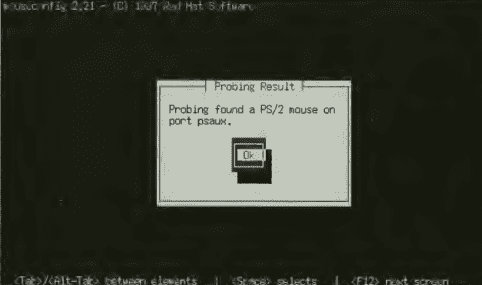 mouseconfig 2.21 - (C) 1997 Red Hat Software
Probing Result
Probing found a PS/2 mouse on
port psaux.
Ok
<Tab>/<Alt-Tab> between elements | <Space> selects | <F12> next screen